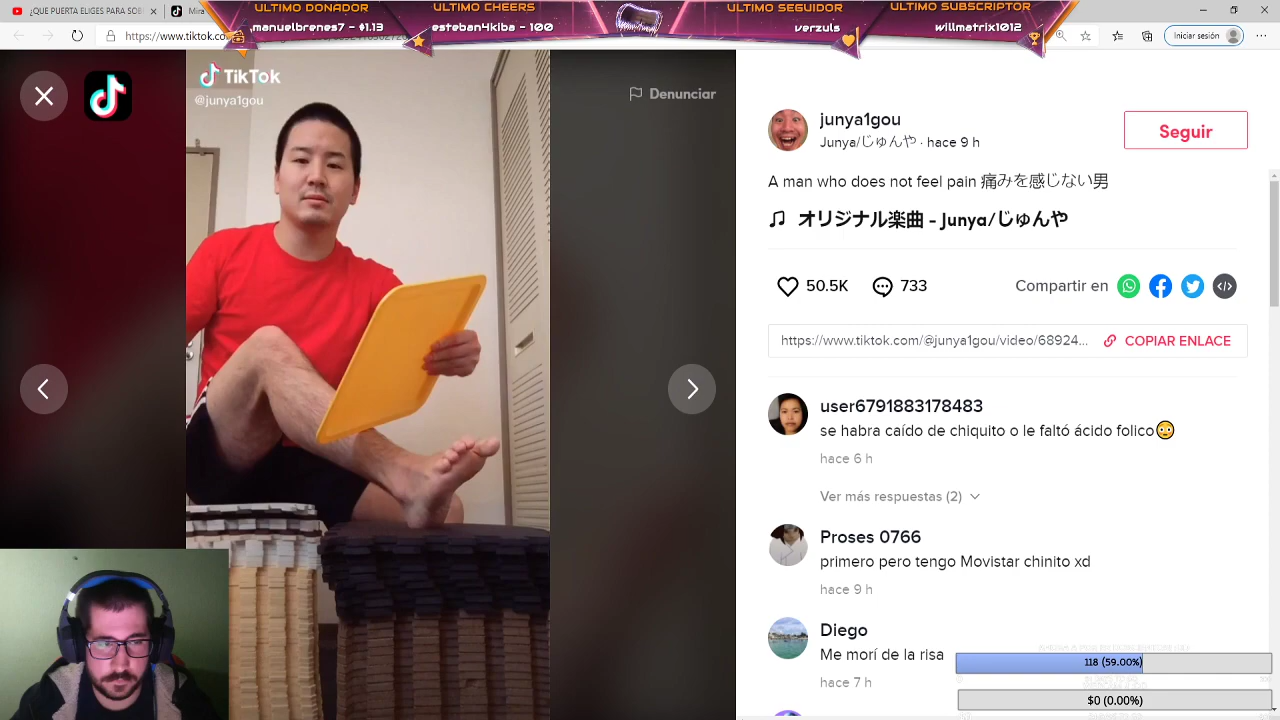 ¿QUIERES APARECER EN
Mira
ULTIMO DONADOR
manuelbrenes7 - $1.13
ULTIMO CHEERS
esteban4kiba - 100
ULTIMO SEGUIDOR
verzuls
ULTIMO SUBSCRIPTOR
willmatrix1012
https://www.tiktok.co
Iniciar sesión
TikTok
@junya1gou
Denunciar
junya1gou
Junya/じゅんや · hace 9 h
Seguir
A man who does not feel pain 痛みを感じない男
オリジナル楽曲 - Junya/じゅんや
50.5K
733
Compartir en
https://www.tiktok.com/@junya1gou/video/68924...
COPIAR ENLACE
user6791883178483
se habra caído de chiquito o le faltó ácido folico😳
hace 6 h
Ver más respuestas (2)
Proses 0766
primero pero tengo Movistar chinito xd
hace 9 h
Diego
Me morí de la risa
hace 7 h
118 (59.00%)
$0 (0.00%)